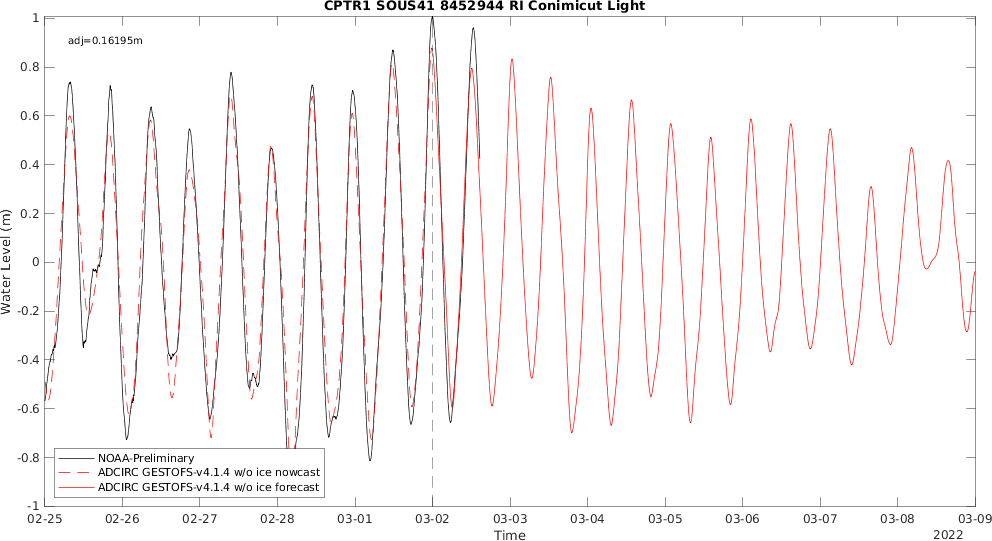 CPTR1 SOUS41 8452944 RI Conimicut Light
adj=0.16195m
1
0.8
0.6
0.4
0.2
0
-0.2
-0.4
-0.6
-0.8
-1
Water Level (m)
NOAA-Preliminary
ADCIRC GESTOFS-v4.1.4 w/o ice nowcast
ADCIRC GESTOFS-v4.1.4 w/o ice forecast
02-25 02-26 02-27 02-28 03-01 03-02 03-03 03-04 03-05 03-06 03-07 03-08 03-09
Time
2022